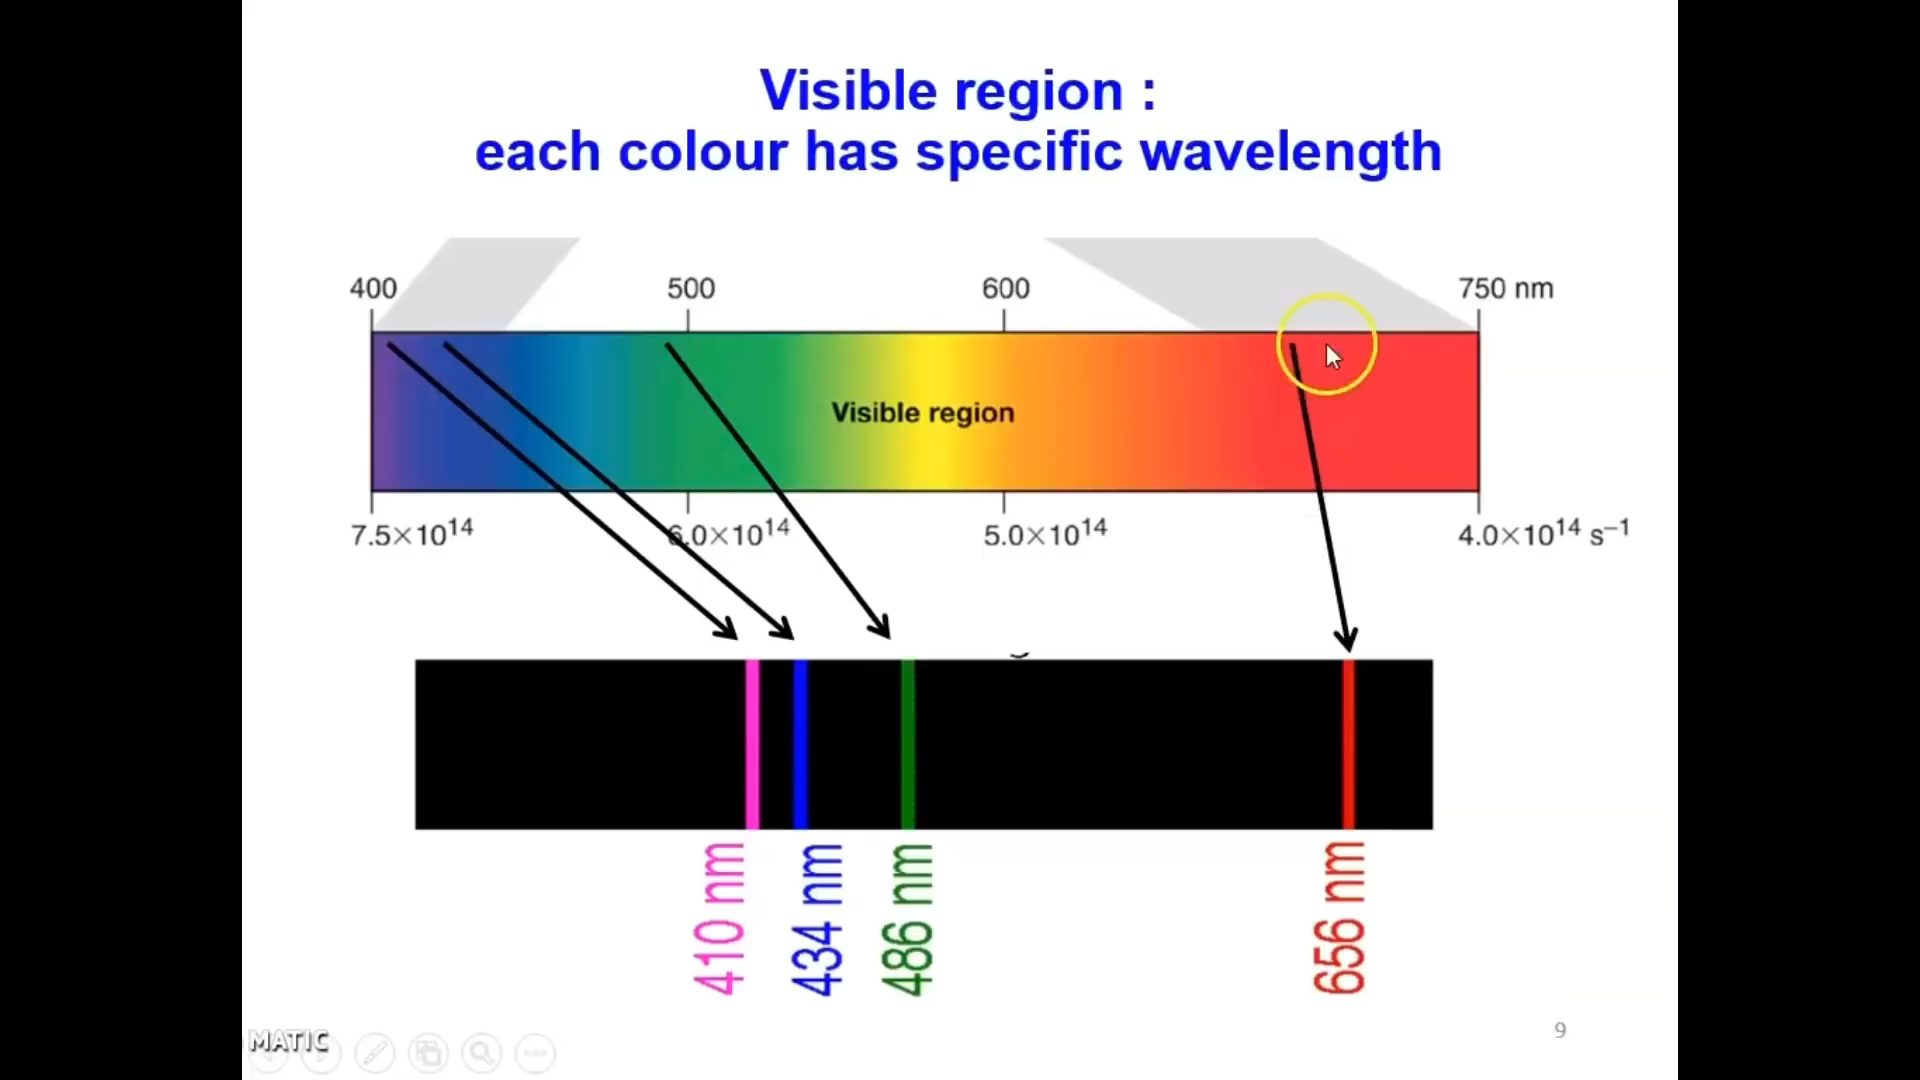 Visible region :
each colour has specific wavelength
400 500 600 750 nm
Visible region
7.5×10¹⁴ 6.0×10¹⁴ 5.0×10¹⁴ 4.0×10¹⁴ s⁻¹
410 nm
434 nm
486 nm
656 nm
9
MATIC